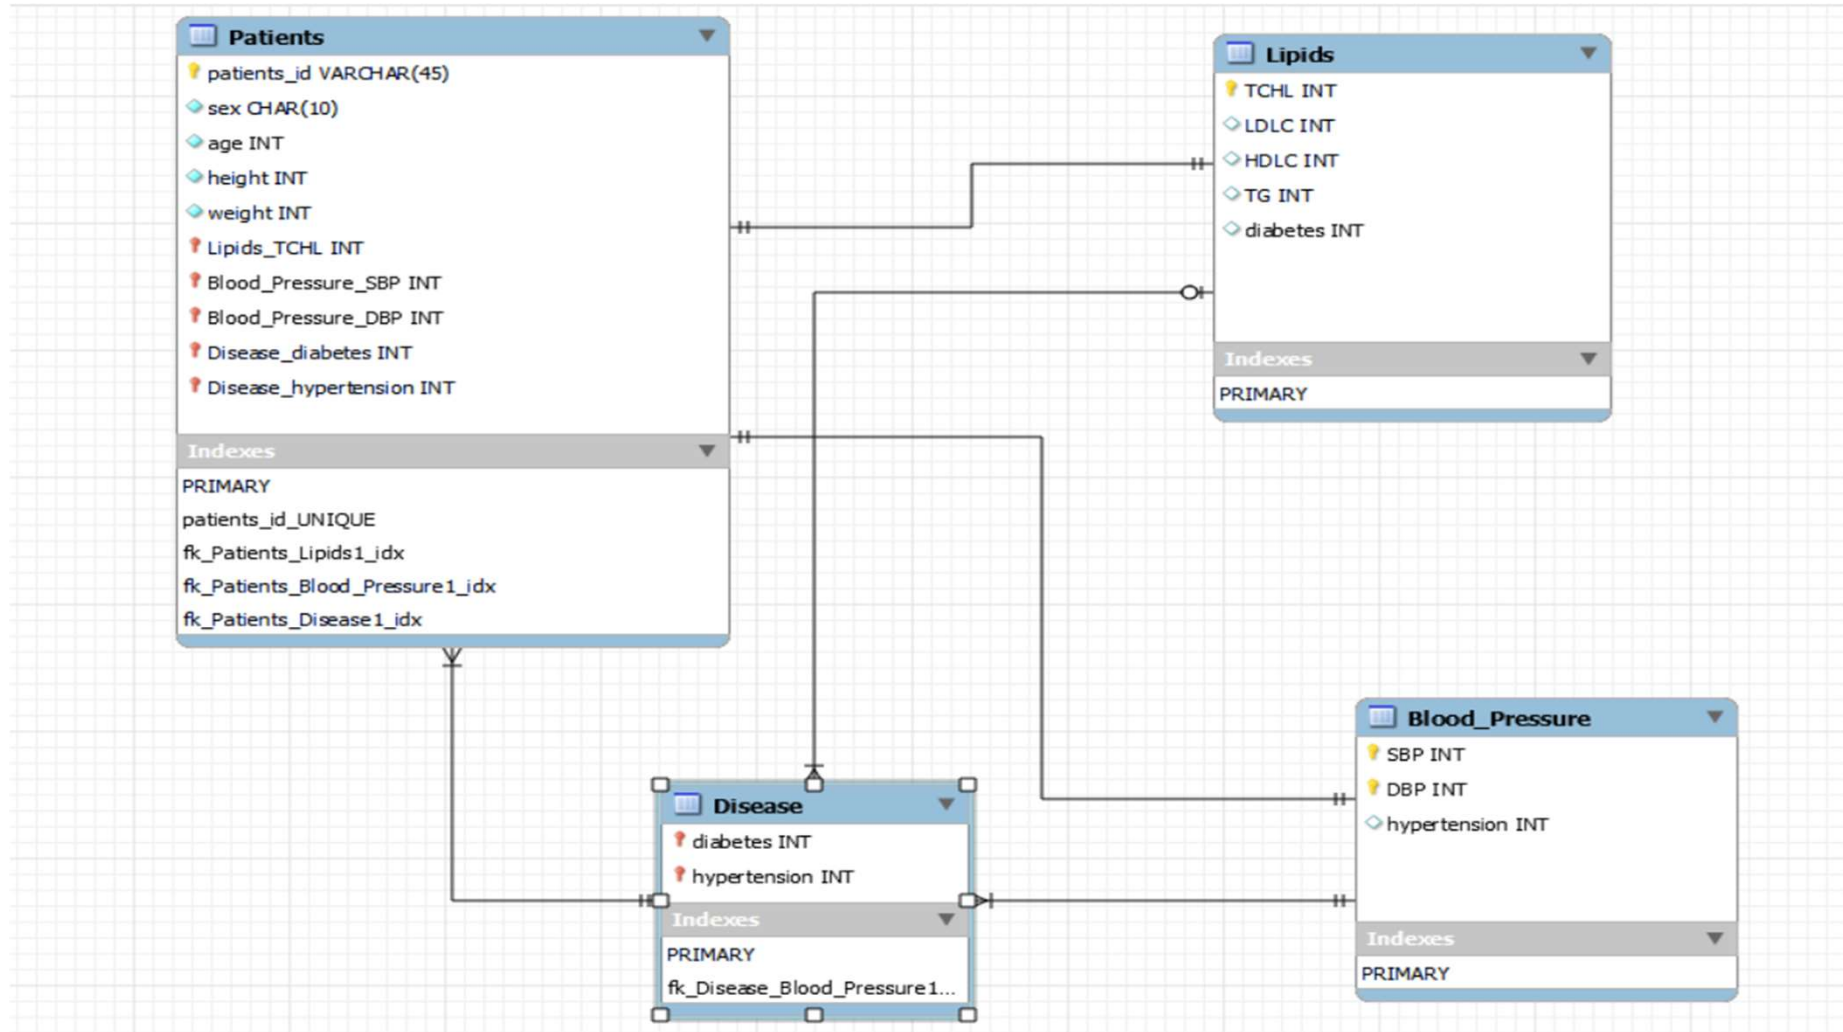 Patients
patients_id VARCHAR(45)
sex CHAR(10)
age INT
height INT
weight INT
Lipids_TCHL INT
Blood_Pressure_SBP INT
Blood_Pressure_DBP INT
Disease_diabetes INT
Disease_hypertension INT
Indexes
PRIMARY
patients_id_UNIQUE
fk_Patients_Lipids1_idx
fk_Patients_Blood_Pressure1_idx
fk_Patients_Disease1_idx
Lipids
TCHL INT
LDLC INT
HDLC INT
TG INT
diabetes INT
Indexes
PRIMARY
Disease
diabetes INT
hypertension INT
Indexes
PRIMARY
fk_Disease_Blood_Pressure1...
Blood_Pressure
SBP INT
DBP INT
hypertension INT
Indexes
PRIMARY